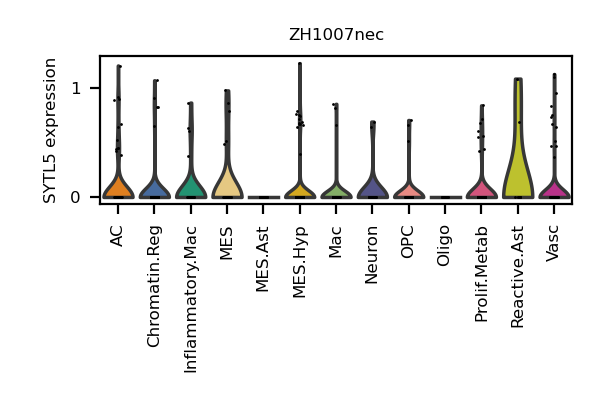 ZH1007nec
SYTL5 expression
1
0
AC
Chromatin.Reg
Inflammatory.Mac
MES
MES.Ast
MES.Hyp
Mac
Neuron
OPC
Oligo
Prolif.Metab
Reactive.Ast
Vasc